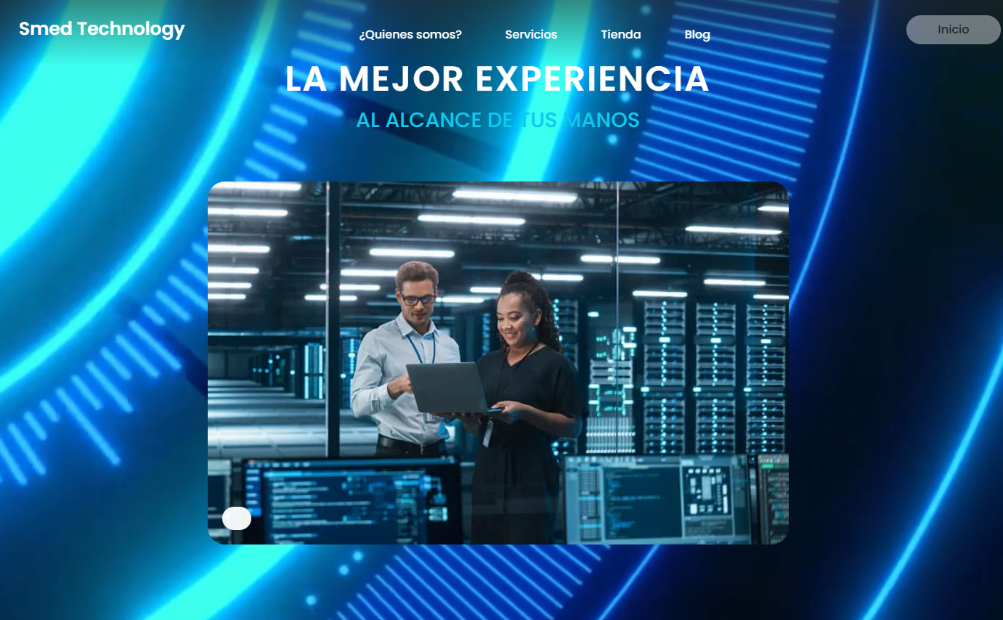 Smed Technology
¿Quienes somos? Servicios Tienda Blog
Inicio
LA MEJOR EXPERIENCIA
AL ALCANCE DE TUS MANOS